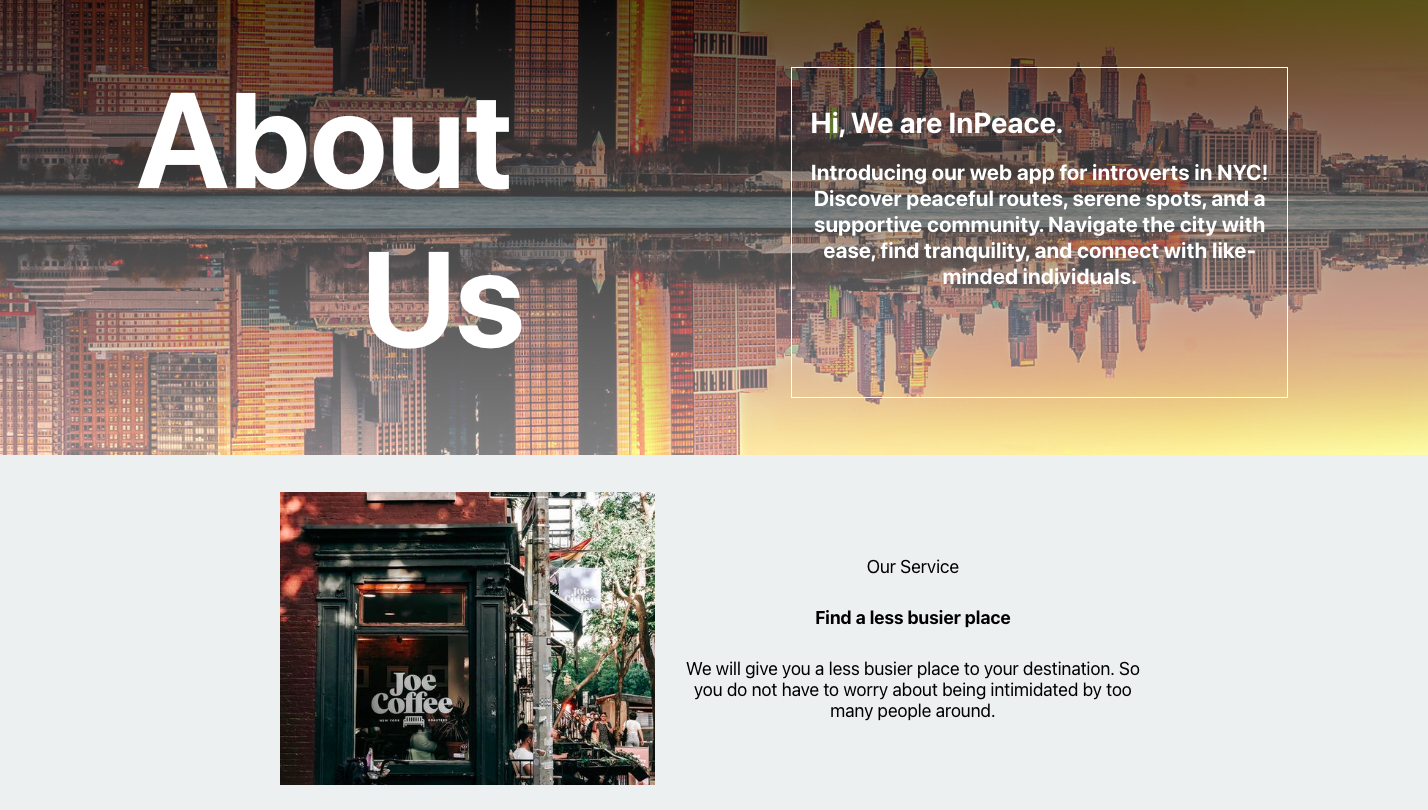 About
Us
Hi, We are InPeace.
Introducing our web app for introverts in NYC!
Discover peaceful routes, serene spots, and a
supportive community. Navigate the city with
ease, find tranquility, and connect with like-
minded individuals.
Joe
Coffee
Joe
Coffee
NEW YORK
ROASTERS
Our Service
Find a less busier place
We will give you a less busier place to your destination. So
you do not have to worry about being intimidated by too
many people around.